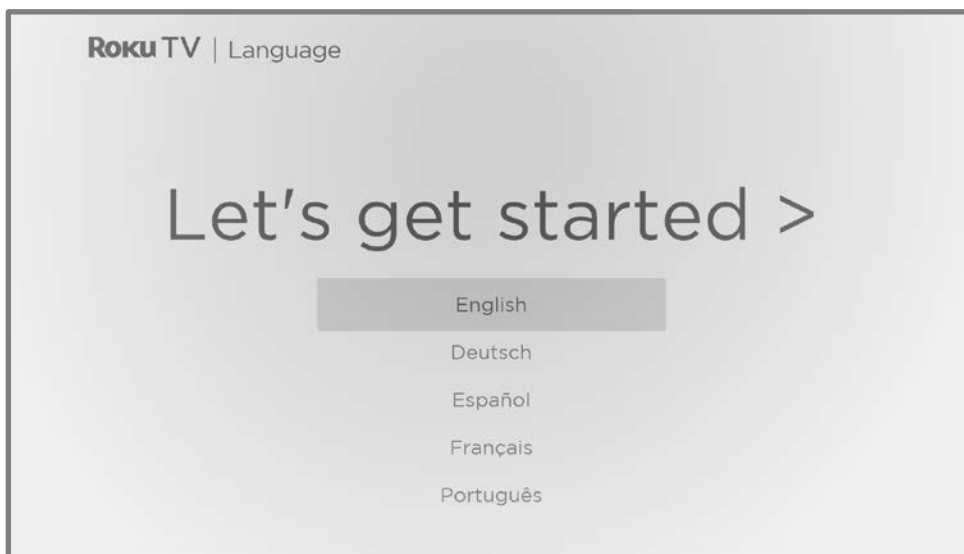 Roku TV | Language
Let's get started >
English
Deutsch
Español
Français
Português